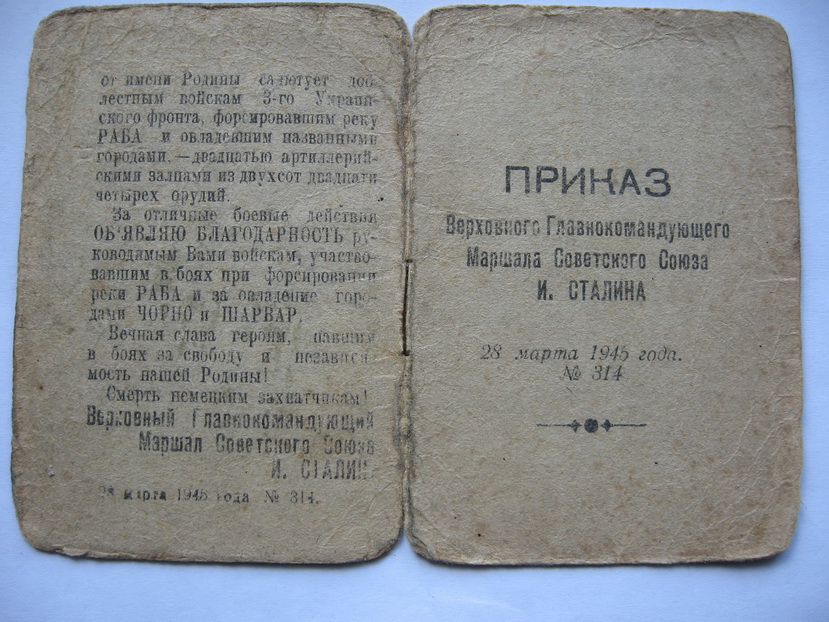 от имени Родины салютует доб-
лестным войскам 3-го Украин-
ского фронта, форсировавшим реку
РАБА и овладевшим названными
городами,—двадцатью артиллерий-
скими залпами из двухсот двадцати
четырех орудий.
За отличные боевые действия
ОБ'ЯВЛЯЮ БЛАГОДАРНОСТЬ ру-
ководимым Вами войскам, участво-
вавшим в боях при форсировании
реки РАБА и за овладение горо-
дами ЧОРНО и ШАРВАР.
Вечная слава героям, павшим
в боях за свободу и независи-
мость нашей Родины!
Смерть немецким захватчикам!
Верховный Главнокомандующий
Маршал Советского Союза
И. СТАЛИН.
28 марта 1945 года № 314.
ПРИКАЗ
Верховного Главнокомандующего
Маршала Советского Союза
И. СТАЛИНА
28 марта 1945 года.
№ 314